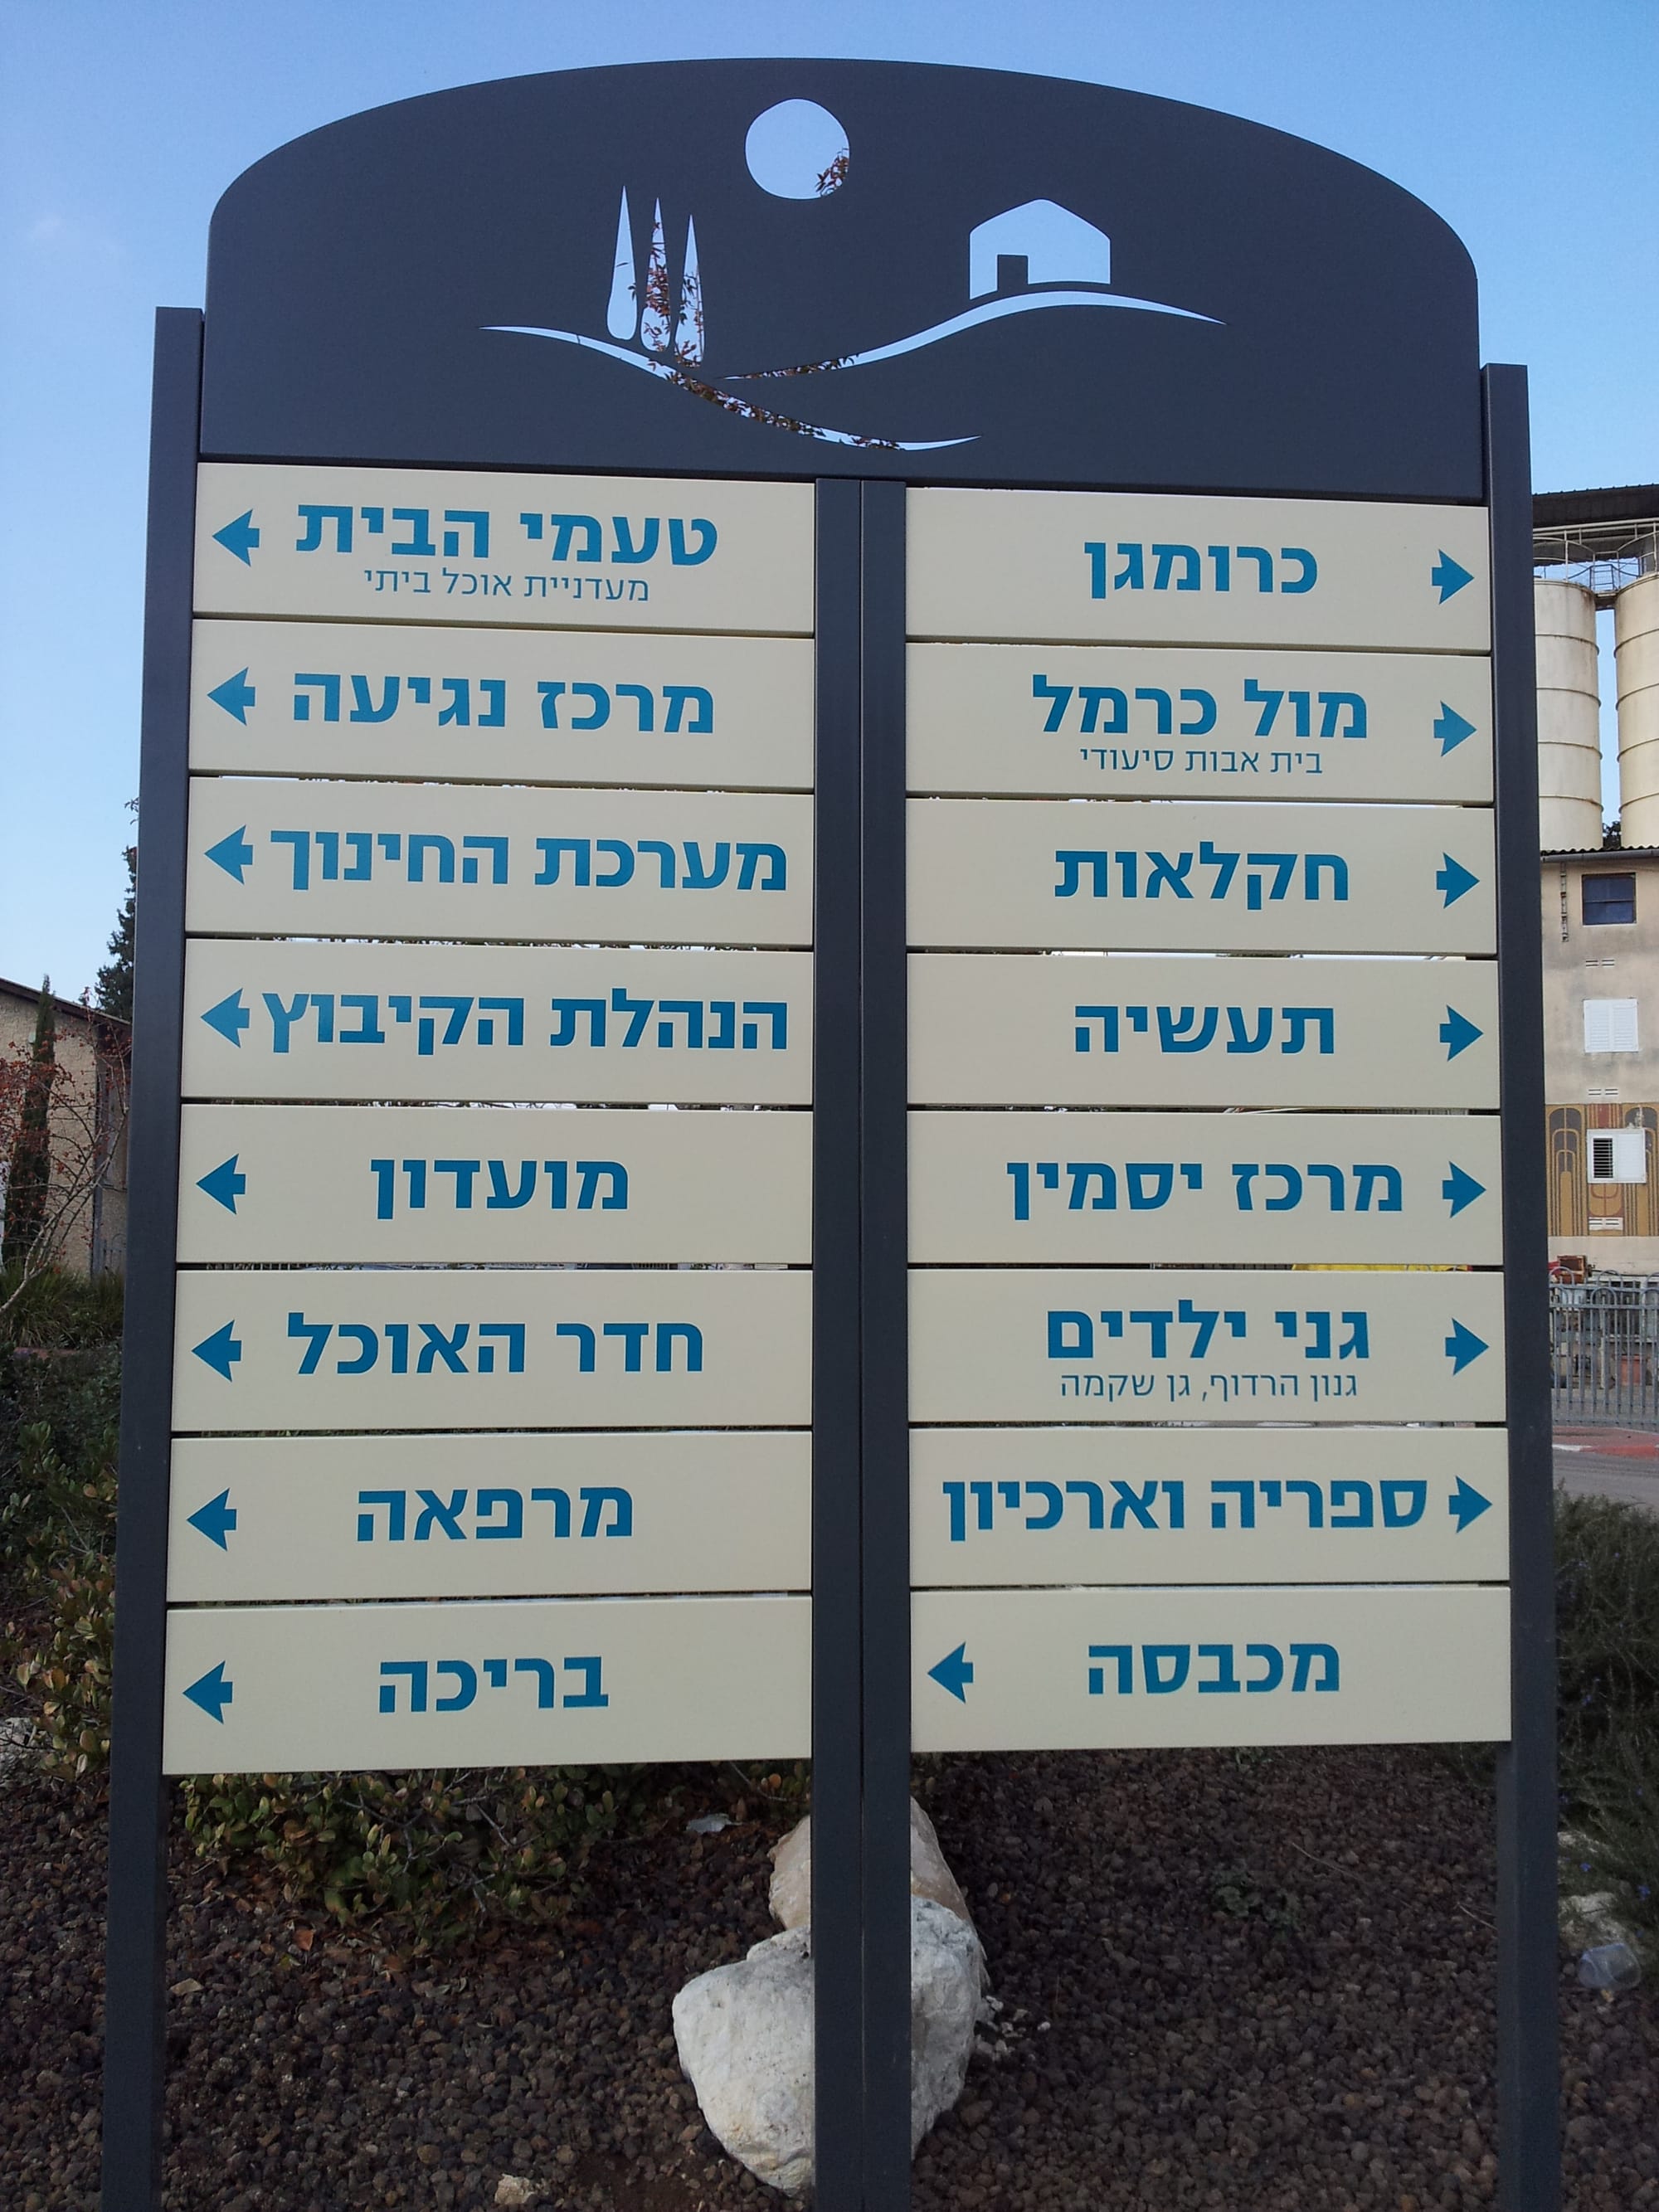 כרומגן
מול כרמל
בית אבות סיעודי
חקלאות
תעשיה
מרכז יסמין
גני ילדים
גנון הרדוף, גן שקמה
ספריה וארכיון
מכבסה
טעמי הבית
מעדניית אוכל ביתי
מרכז נגיעה
מערכת החינוך
הנהלת הקיבוץ
מועדון
חדר האוכל
מרפאה
בריכה